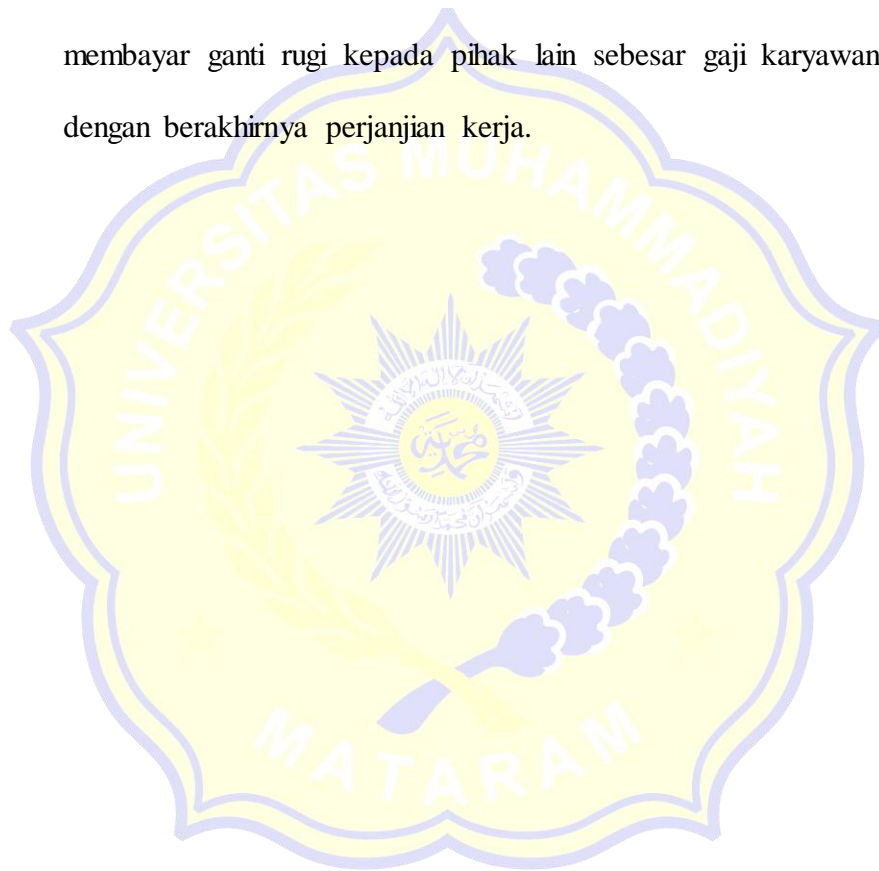 membayar ganti rugi kepada pihak lain sebesar gaji karyawan
dengan berakhirnya perjanjian kerja.
UNIVERSITAS MUHAMMADIYAH
MATARAM